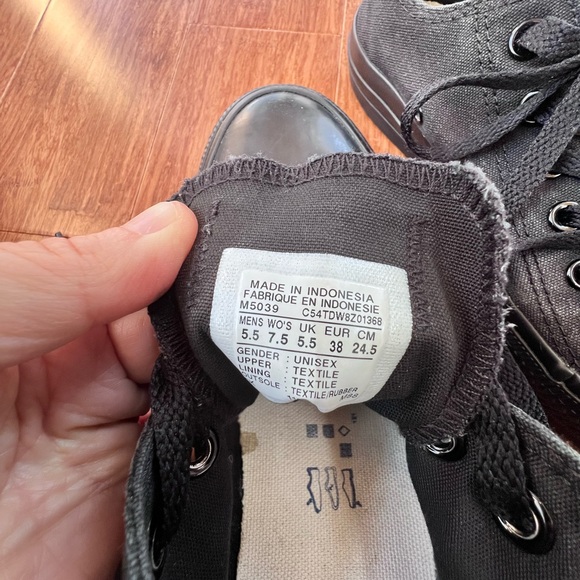 MADE IN INDONESIA
FABRIQUE EN INDONESIE
M5039 C54TDW8Z01368
MENS WO'S UK EUR CM
5.5 7.5 5.5 38 24.5
GENDER : UNISEX
UPPER : TEXTILE
LINING : TEXTILE
OUTSOLE : TEXTILE/RUBBER